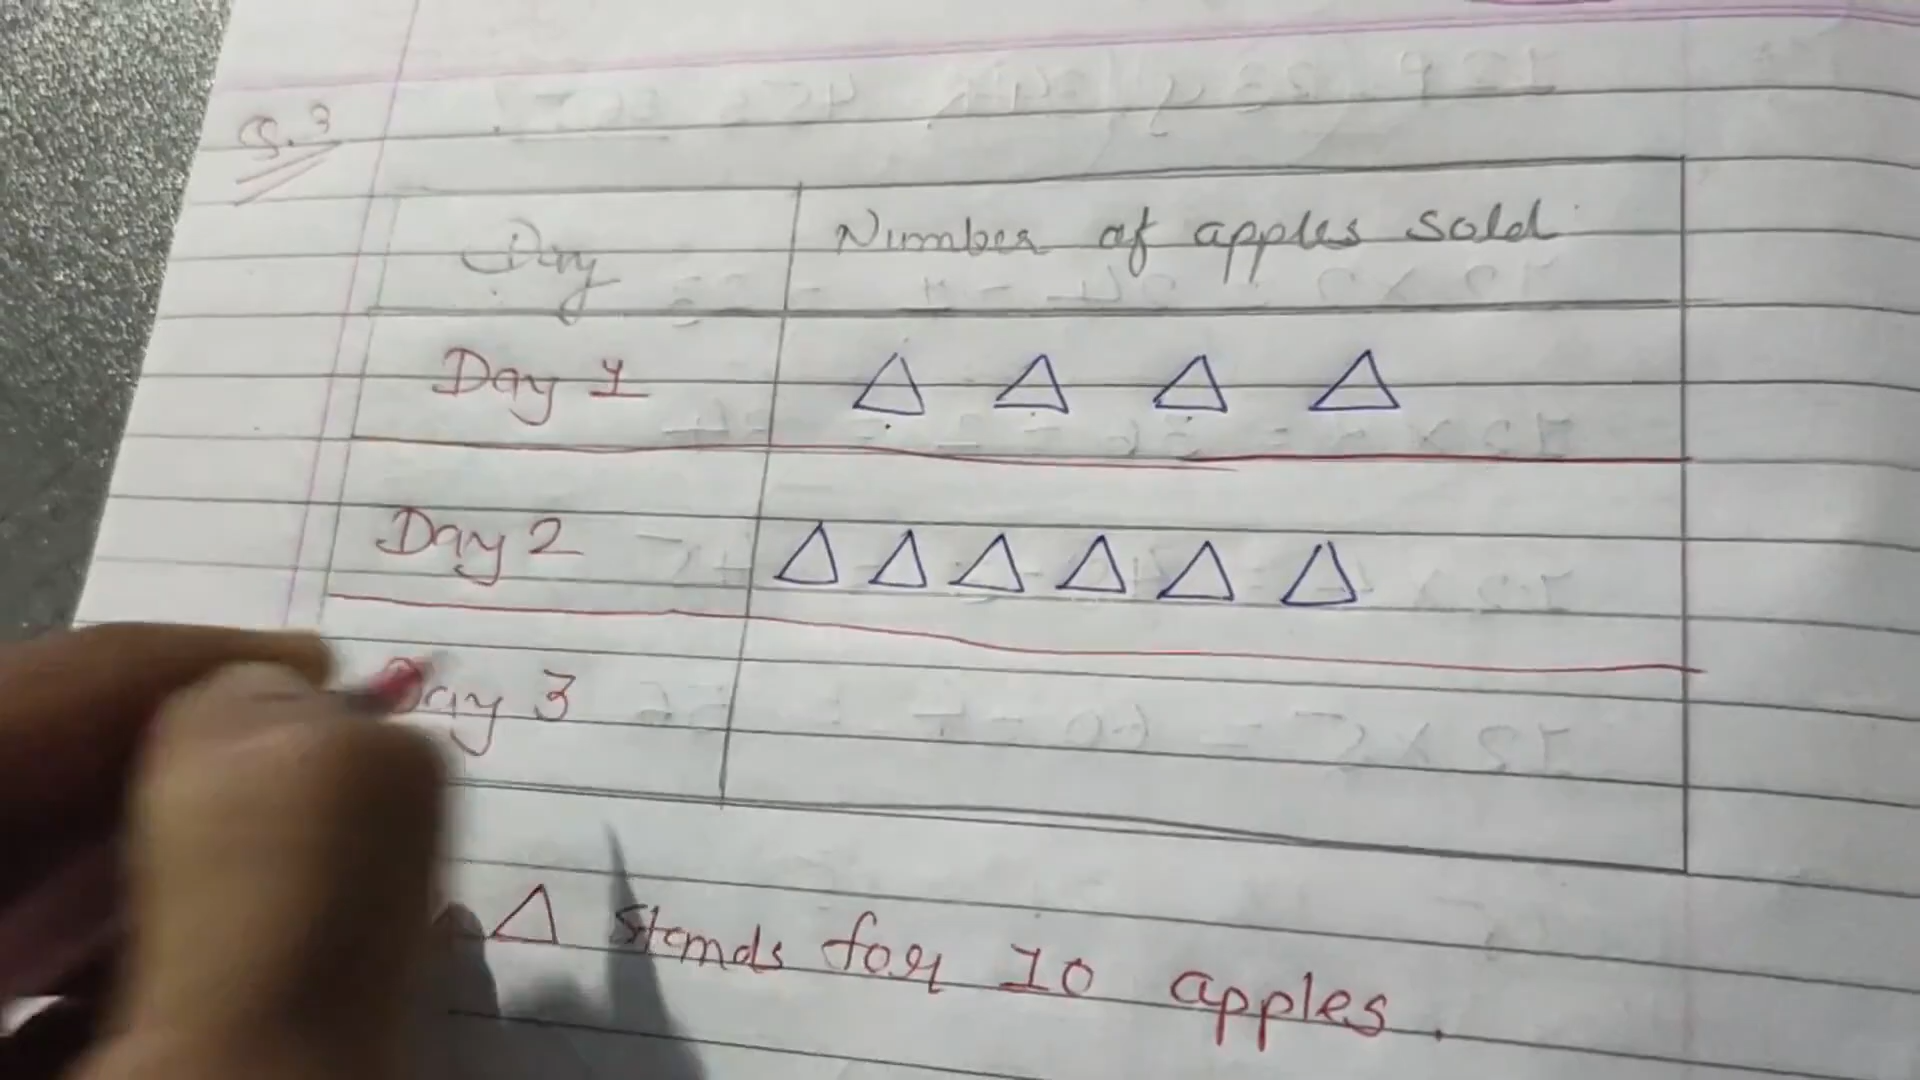 Q.3
Day Number of apples sold
Day 1 △ △ △ △
Day 2 △ △ △ △ △ △
Day 3
△ stands for 10 apples.